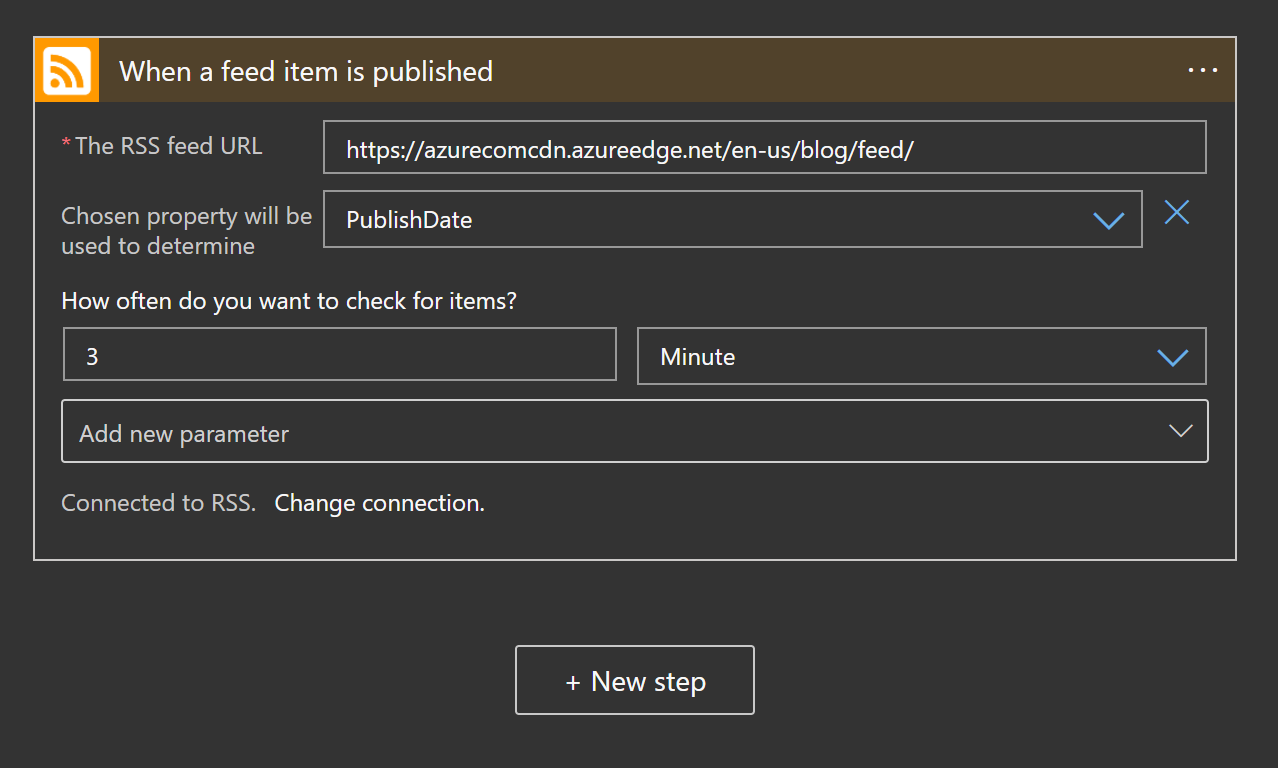 When a feed item is published
* The RSS feed URL
https://azurecomcdn.azureedge.net/en-us/blog/feed/
Chosen property will be
used to determine
PublishDate
How often do you want to check for items?
3
Minute
Add new parameter
Connected to RSS. Change connection.
+ New step